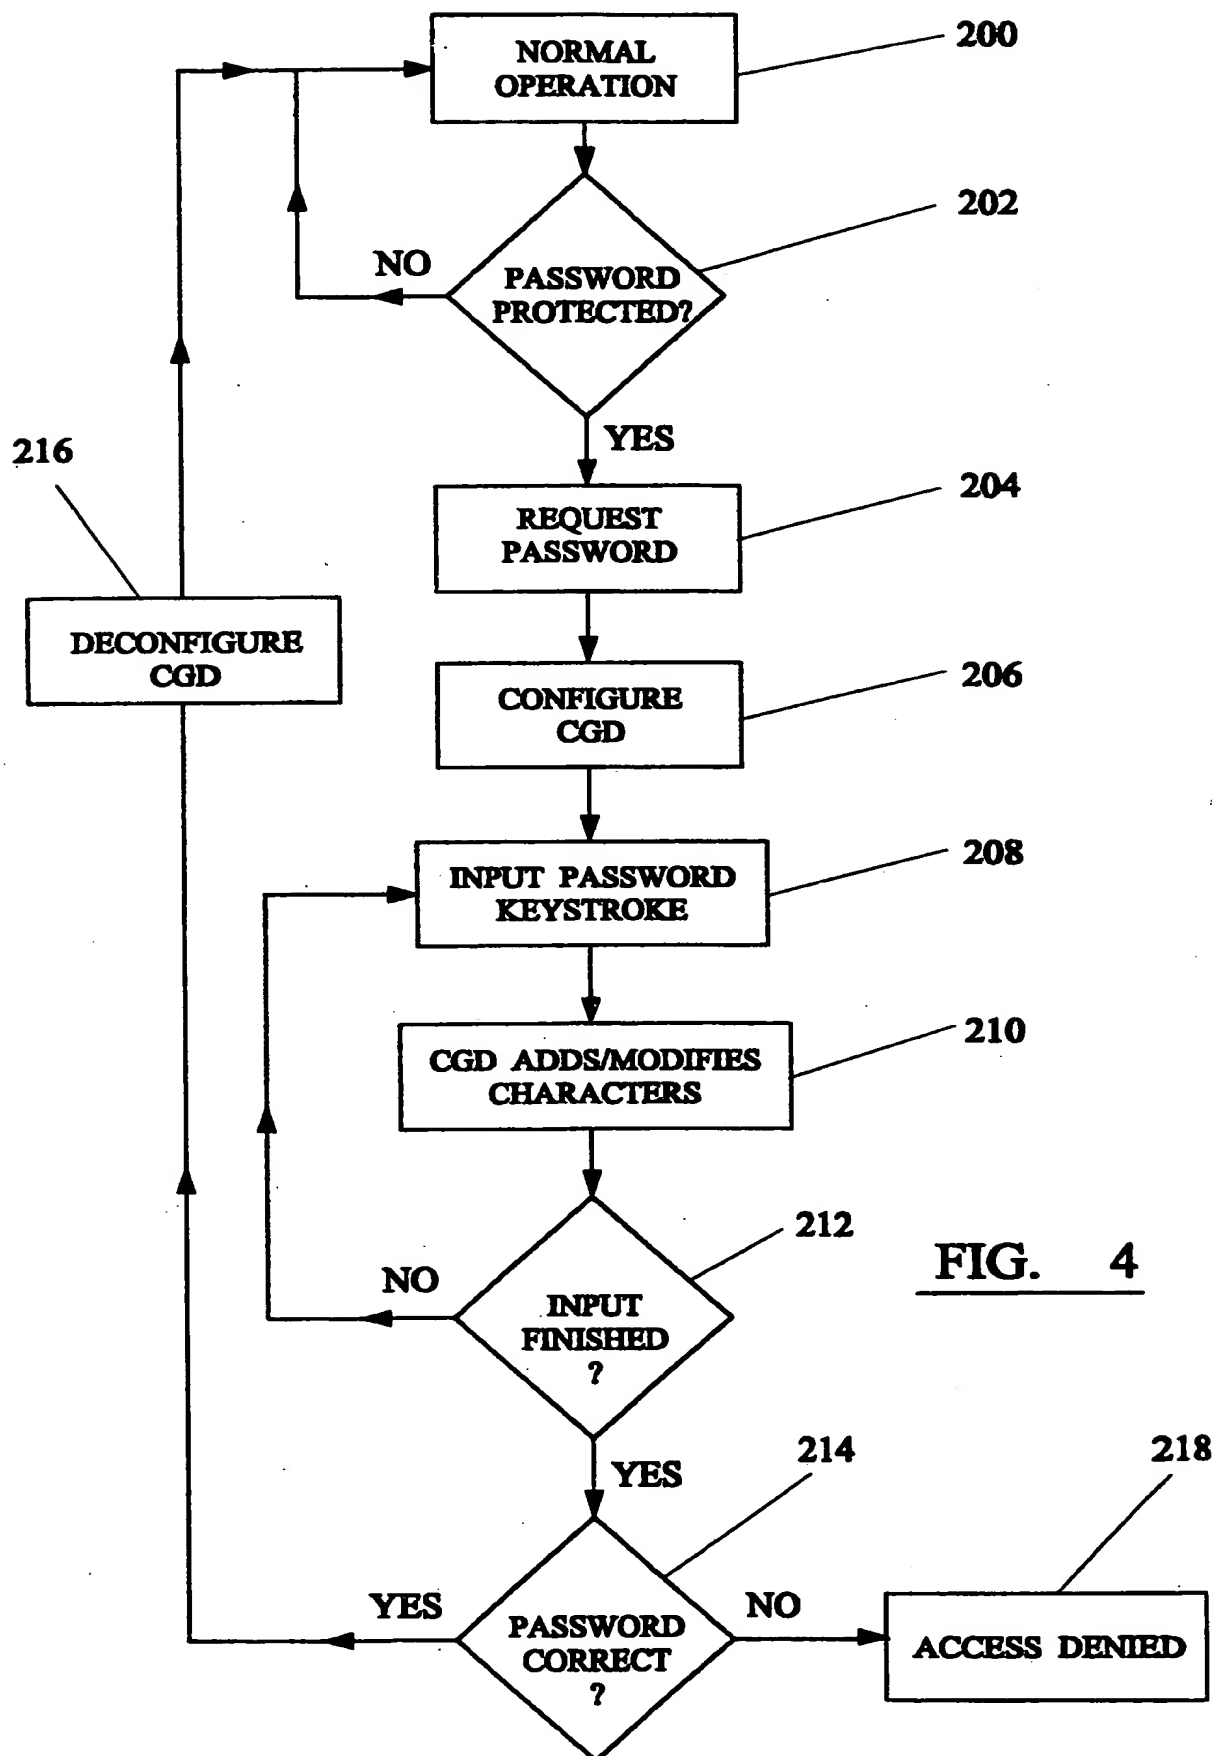 NORMAL
OPERATION
200
202
NO
PASSWORD
PROTECTED?
YES
216
204
REQUEST
PASSWORD
DECONFIGURE
CGD
206
CONFIGURE
CGD
208
INPUT PASSWORD
KEYSTROKE
210
CGD ADDS/MODIFIES
CHARACTERS
212
NO
INPUT
FINISHED
?
FIG. 4
YES
214
218
YES
PASSWORD
CORRECT
?
NO
ACCESS DENIED